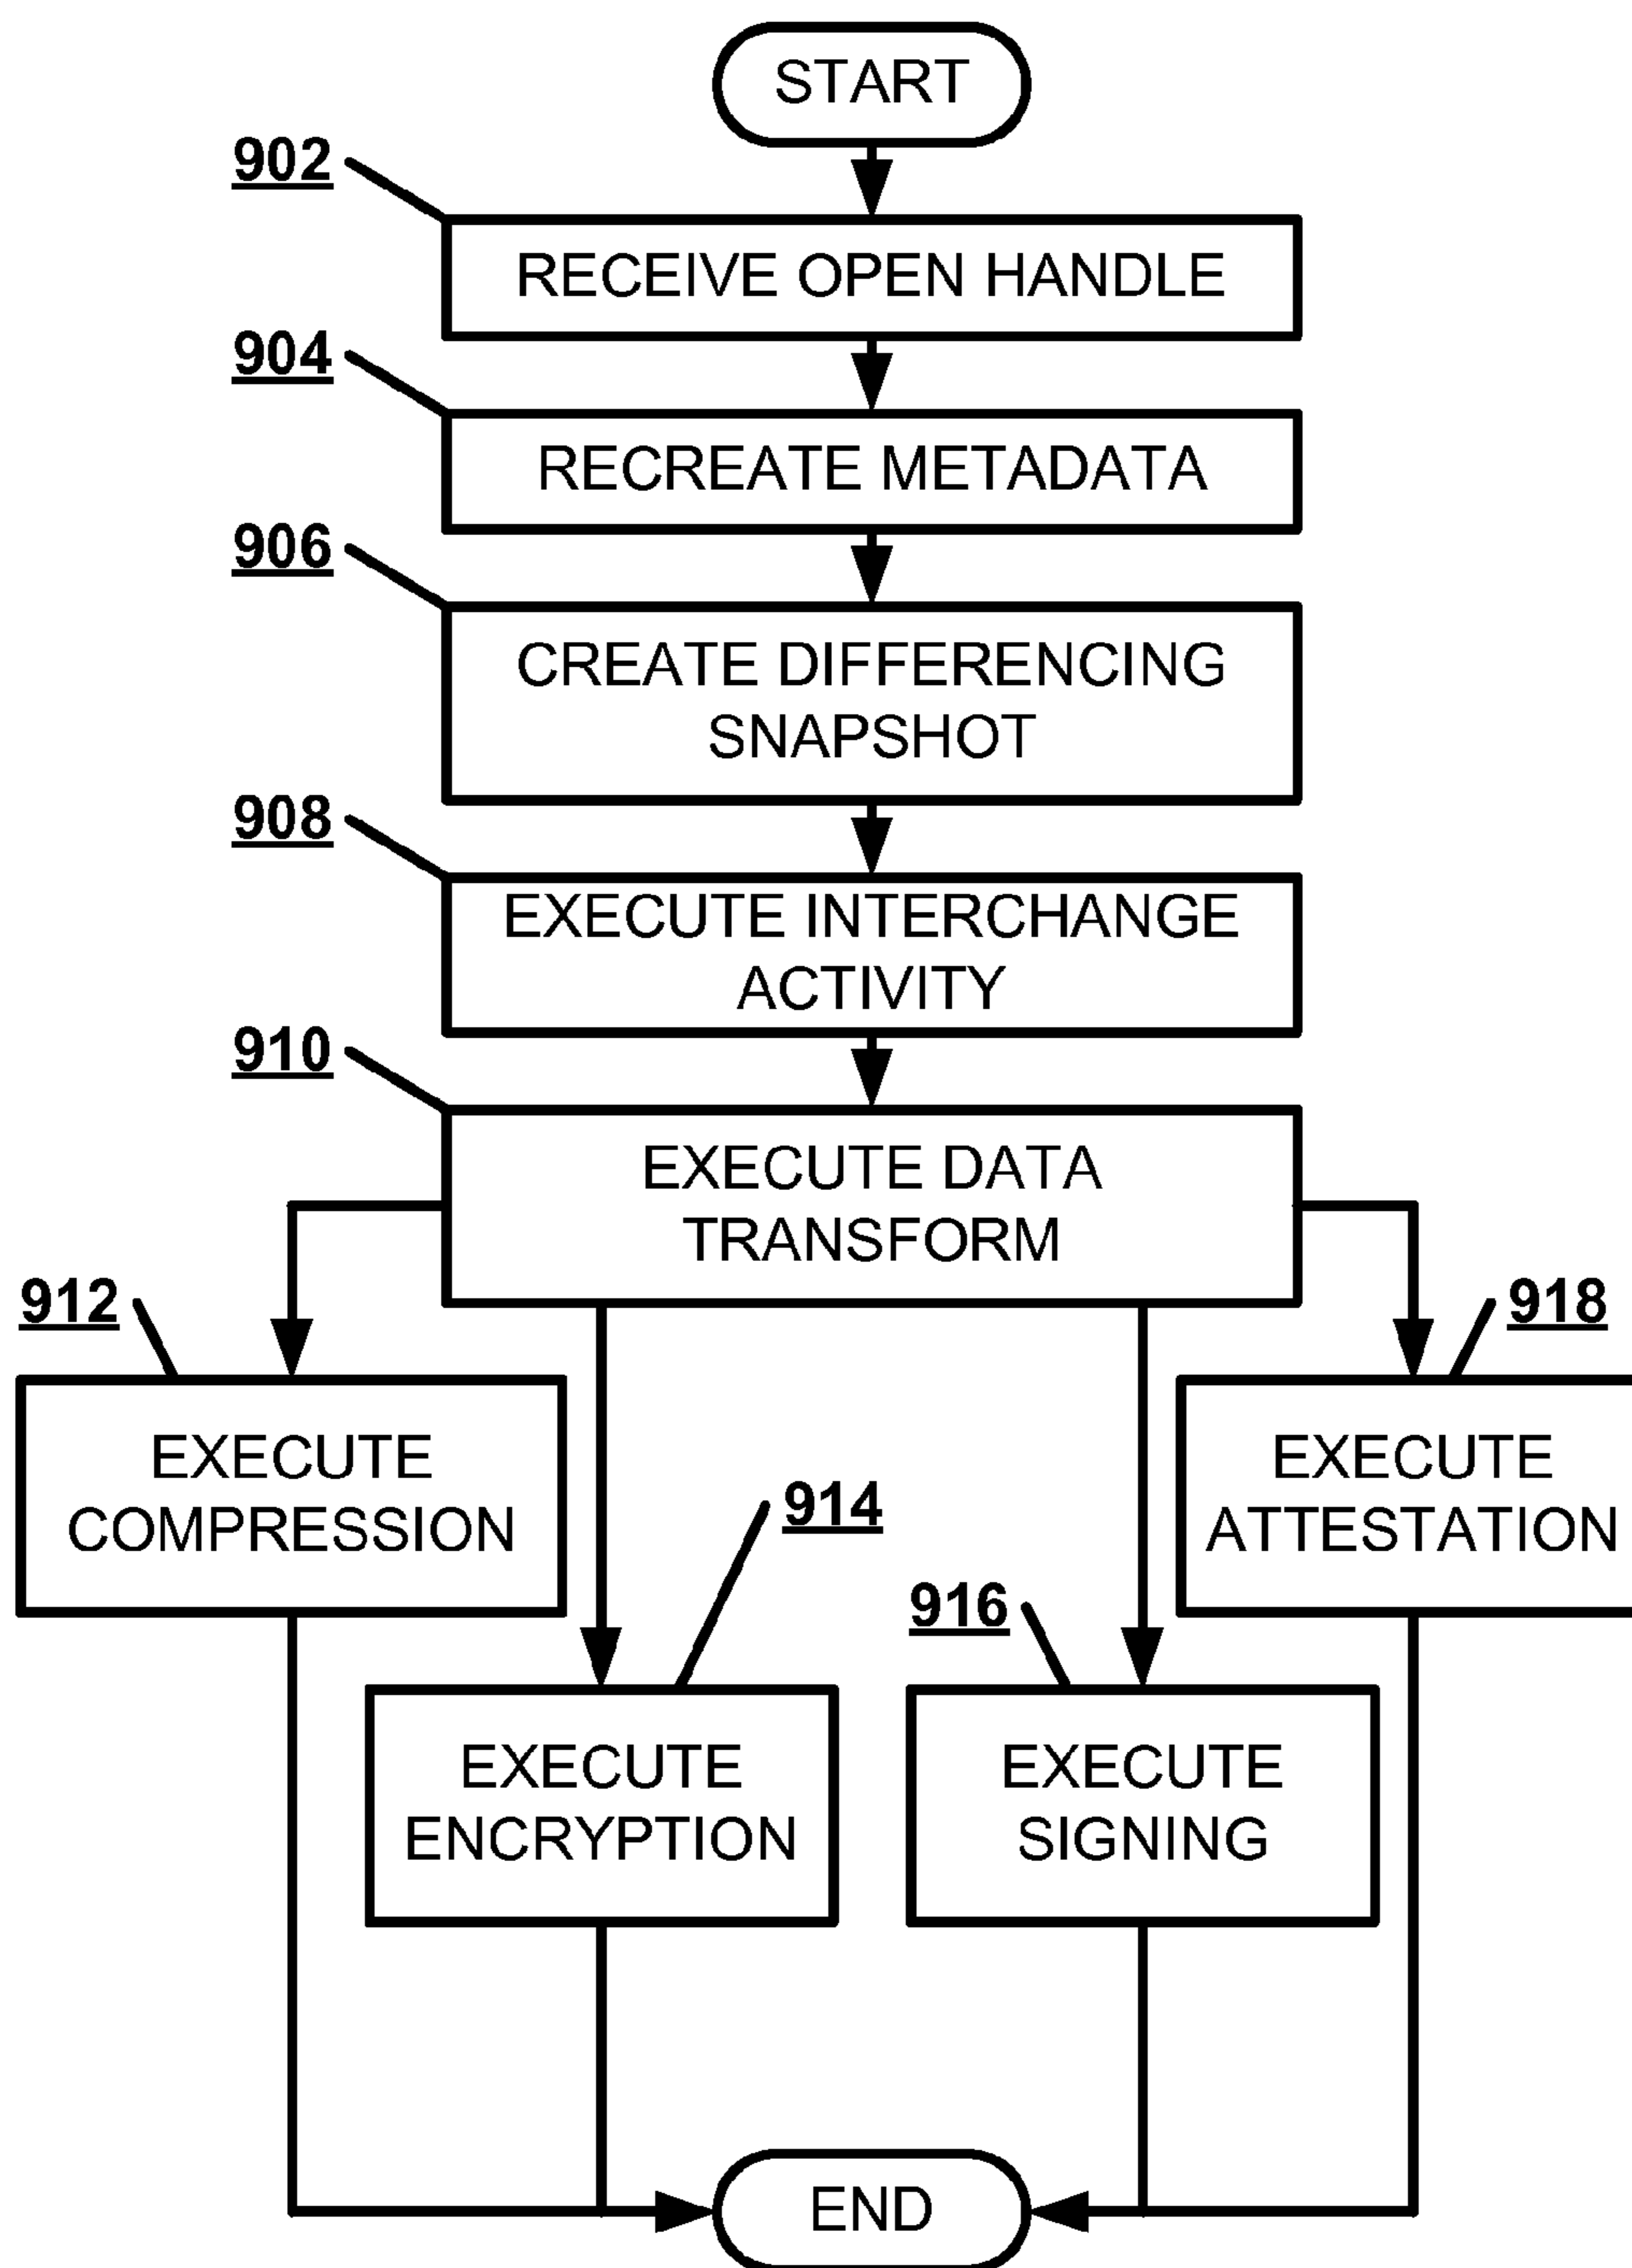 START
902
RECEIVE OPEN HANDLE
904
RECREATE METADATA
906
CREATE DIFFERENCING
SNAPSHOT
908
EXECUTE INTERCHANGE
ACTIVITY
910
EXECUTE DATA
TRANSFORM
912
918
EXECUTE
COMPRESSION
EXECUTE
ATTESTATION
914
916
EXECUTE
ENCRYPTION
EXECUTE
SIGNING
END